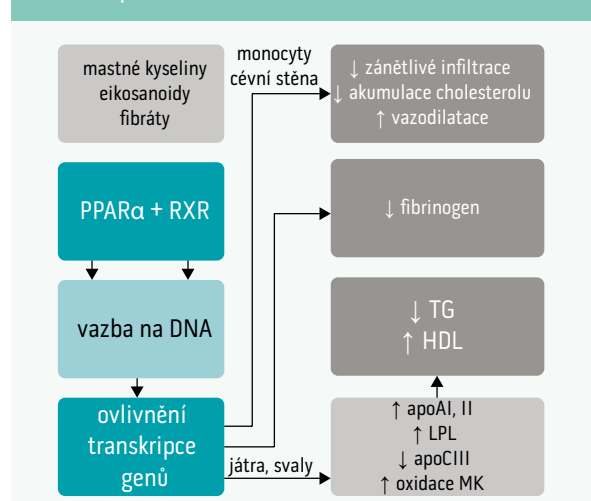 mastné kyseliny
eikosanoidy
fibráty
monocyty
cévní stěna
↓ zánětlivé infiltrace
↓ akumulace cholesterolu
↑ vazodilatace
PPARα + RXR
↓ fibrinogen
vazba na DNA
↓ TG
↑ HDL
ovlivnění
transkripce
genů
játra, svaly
↑ apoAI, II
↑ LPL
↓ apoCIII
↑ oxidace MK